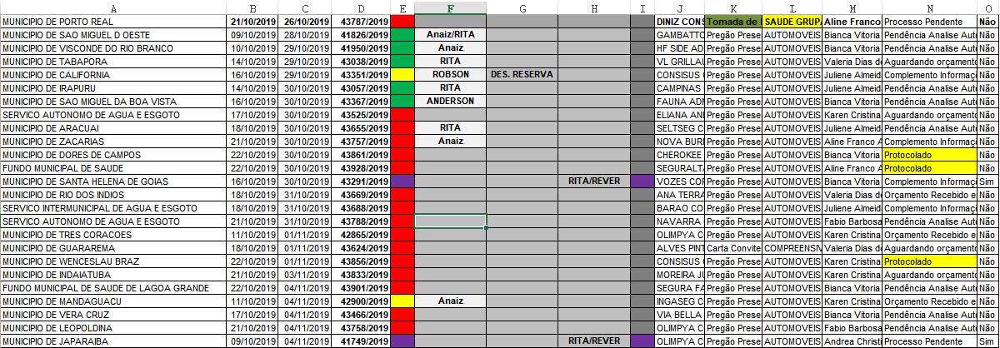 A B C D E F G H I J K L M N O
MUNICIPIO DE PORTO REAL 21/10/2019 26/10/2019 43787/2019 DINIZ CONS Tomada de SAUDE GRUPA Aline Franco Processo Pendente Não
MUNICIPIO DE SAO MIGUEL D OESTE 09/10/2019 28/10/2019 41826/2019 Anaiz/RITA GAMBATTO Pregão Prese AUTOMOVEIS Bianca Vitoria Pendência Analise Aut Não
MUNICIPIO DE VISCONDE DO RIO BRANCO 10/10/2019 29/10/2019 41950/2019 Anaiz HF SIDE AD Pregão Prese AUTOMOVEIS Bianca Vitoria Pendência Analise Aut Não
MUNICIPIO DE TABAPORA 14/10/2019 29/10/2019 43038/2019 RITA VL GRILLAU Pregão Prese AUTOMOVEIS Valeria Dias de Aguardando orçamento Não
MUNICIPIO DE CALIFORNIA 16/10/2019 29/10/2019 43351/2019 ROBSON DES. RESERVA CONSISUS C Pregão Prese AUTOMOVEIS Juliene Almeid Complemento Informaçi Não
MUNICIPIO DE IRAPURU 14/10/2019 30/10/2019 43057/2019 RITA CAMPINAS Pregão Prese AUTOMOVEIS Juliene Almeid Pendência Analise Aut Não
MUNICIPIO DE SAO MIGUEL DA BOA VISTA 16/10/2019 30/10/2019 43367/2019 ANDERSON FAUNA ADM Pregão Prese AUTOMOVEIS Bianca Vitoria Pendência Analise Aut Não
SERVICO AUTONOMO DE AGUA E ESGOTO 17/10/2019 30/10/2019 43525/2019 ELIANA AN Pregão Prese AUTOMOVEIS Karen Cristina Aguardando orçamento Não
MUNICIPIO DE ARACUAI 18/10/2019 30/10/2019 43655/2019 RITA SELTSEG C Pregão Prese AUTOMOVEIS Juliene Almeid Pendência Analise Aut Não
MUNICIPIO DE ZACARIAS 21/10/2019 30/10/2019 43757/2019 Anaiz NOVA BURI Pregão Prese AUTOMOVEIS Aline Franco A Complemento Informaçi Não
MUNICIPIO DE DORES DE CAMPOS 22/10/2019 30/10/2019 43861/2019 CHEROKEE Pregão Prese AUTOMOVEIS Bianca Vitoria Protocolado Não
FUNDO MUNICIPAL DE SAUDE 22/10/2019 30/10/2019 43928/2019 SEGURALTA Pregão Prese AUTOMOVEIS Aline Franco A Protocolado Não
MUNICIPIO DE SANTA HELENA DE GOIAS 16/10/2019 30/10/2019 43291/2019 RITA/REVER VOZES COR Pregão Prese AUTOMOVEIS Bianca Vitoria Complemento Informaçi Sim
MUNICIPIO DE RIO DOS INDIOS 18/10/2019 31/10/2019 43669/2019 ANA TERRA Pregão Prese AUTOMOVEIS Valeria Dias de Orçamento Recebido e Não
SERVICO INTERMUNICIPAL DE AGUA E ESGOTO 18/10/2019 31/10/2019 43688/2019 BARAO CO Pregão Prese AUTOMOVEIS Juliene Almeid Complemento Informaçi Não
SERVICO AUTONOMO DE AGUA E ESGOTO 21/10/2019 31/10/2019 43788/2019 NAVARRA Pregão Prese AUTOMOVEIS Fabio Barbosa Pendência Analise Aut Não
MUNICIPIO DE TRES CORACOES 11/10/2019 01/11/2019 42865/2019 OLIMPYA C Pregão Prese AUTOMOVEIS Karen Cristina Orçamento Recebido e Não
MUNICIPIO DE GUARAREMA 18/10/2019 01/11/2019 43624/2019 ALVES PINT Carta Convite COMPREENSIV Valeria Dias de Aguardando orçamento Não
MUNICIPIO DE WENCESLAU BRAZ 22/10/2019 01/11/2019 43856/2019 CONSISUS C Pregão Prese AUTOMOVEIS Karen Cristina Protocolado Não
MUNICIPIO DE INDAIATUBA 21/10/2019 03/11/2019 43833/2019 MOREIRA JU Pregão Prese AUTOMOVEIS Karen Cristina Aguardando orçamento Não
FUNDO MUNICIPAL DE SAUDE DE LAGOA GRANDE 22/10/2019 04/11/2019 43901/2019 SEGURA FA Pregão Prese AUTOMOVEIS Fabio Barbosa Pendência Analise Aut Não
MUNICIPIO DE MANDAGUACU 11/10/2019 04/11/2019 42900/2019 Anaiz INGASEG C Pregão Prese AUTOMOVEIS Karen Cristina Orçamento Recebido e Não
MUNICIPIO DE VERA CRUZ 17/10/2019 04/11/2019 43466/2019 VIA BELLA Pregão Prese AUTOMOVEIS Bianca Vitoria Pendência Analise Aut Não
MUNICIPIO DE LEOPOLDINA 21/10/2019 04/11/2019 43758/2019 OLIMPYA C Pregão Prese AUTOMOVEIS Bianca Vitoria Pendência Analise Aut Não
MUNICIPIO DE JAPARAIBA 09/10/2019 04/11/2019 41749/2019 RITA/REVER OLIMPYA C Pregão Prese AUTOMOVEIS Andrea Christi Processo Pendente Sim